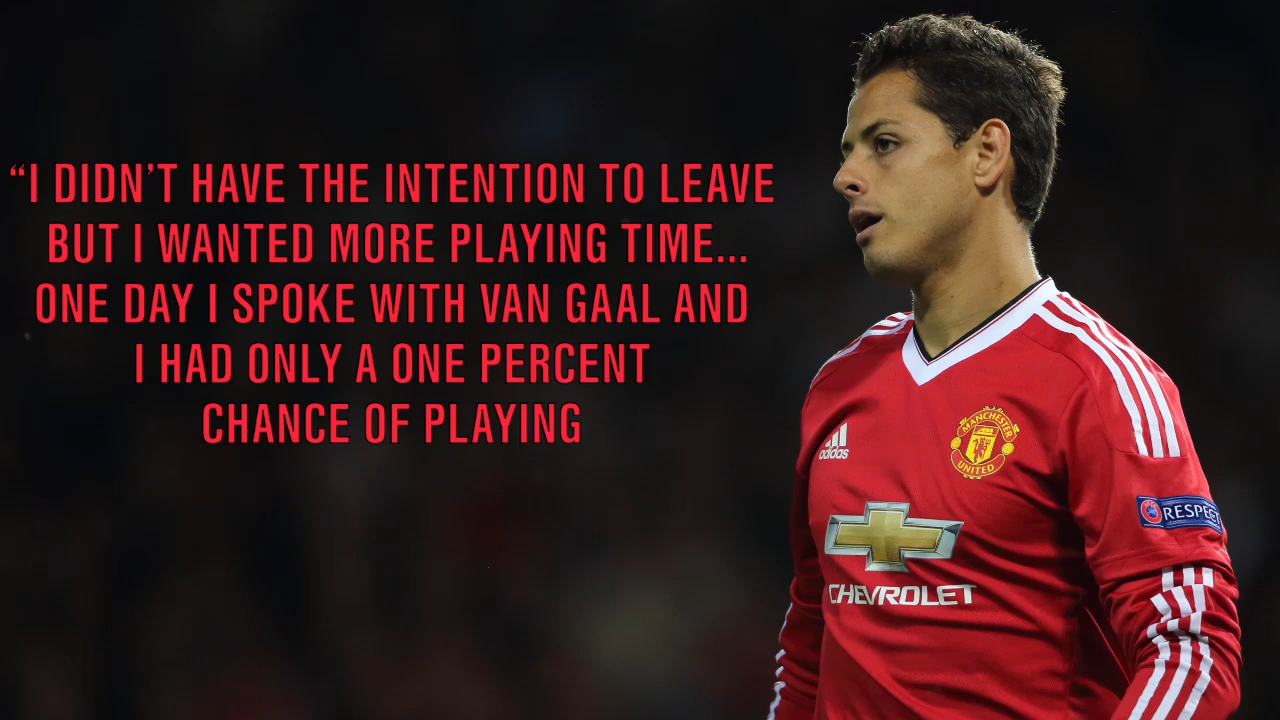 “I DIDN’T HAVE THE INTENTION TO LEAVE
BUT I WANTED MORE PLAYING TIME...
ONE DAY I SPOKE WITH VAN GAAL AND
I HAD ONLY A ONE PERCENT
CHANCE OF PLAYING
MANCHESTER
UNITED
adidas
RESPECT
CHEVROLET